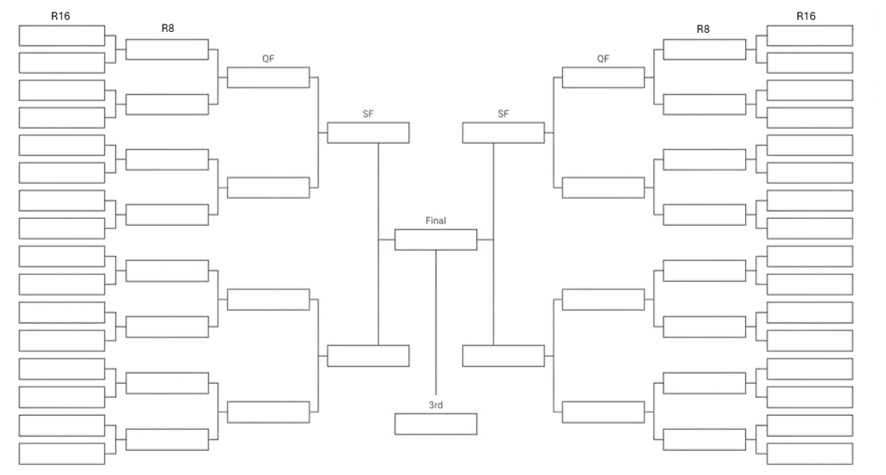 R16
R8
QF
SF
SF
QF
R8
R16
Final
3rd